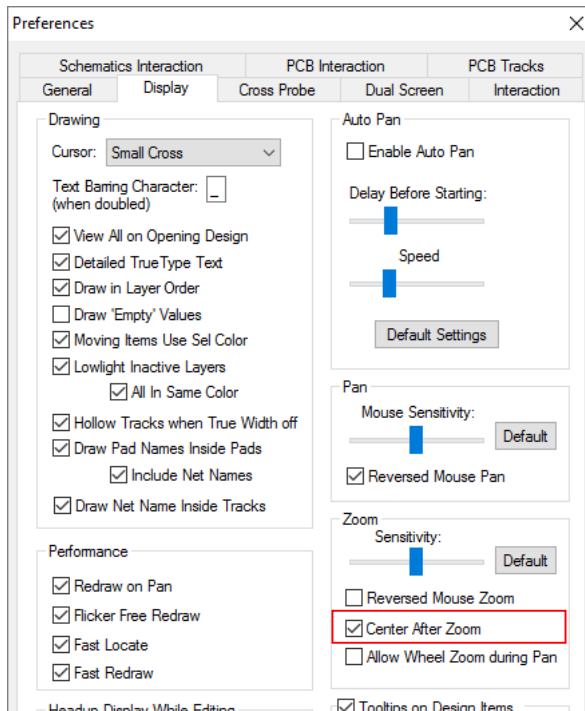 Preferences
Schematics Interaction PCB Interaction PCB Tracks
General Display Cross Probe Dual Screen Interaction
Drawing
Cursor: Small Cross
Text Barring Character: _
(when doubled)
View All on Opening Design
Detailed TrueType Text
Draw in Layer Order
Draw 'Empty' Values
Moving Items Use Sel Color
Lowlight Inactive Layers
All In Same Color
Hollow Tracks when True Width off
Draw Pad Names Inside Pads
Include Net Names
Draw Net Name Inside Tracks
Performance
Redraw on Pan
Flicker Free Redraw
Fast Locate
Fast Redraw
Headup Display While Editing
Auto Pan
Enable Auto Pan
Delay Before Starting:
Speed
Default Settings
Pan
Mouse Sensitivity:
Default
Reversed Mouse Pan
Zoom
Sensitivity:
Default
Reversed Mouse Zoom
Center After Zoom
Allow Wheel Zoom during Pan
Tooltips on Design Items